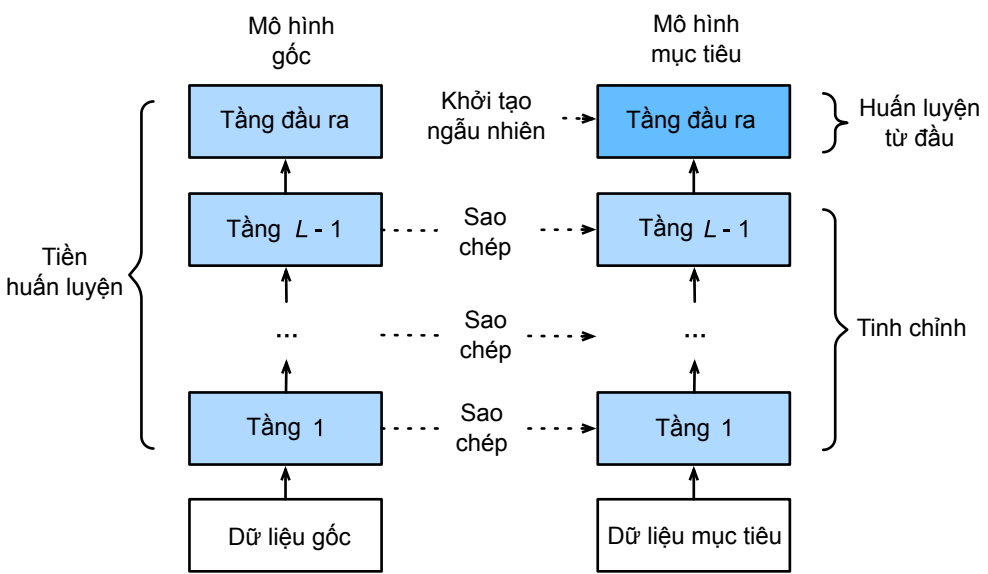 Mô hình
gốc
Mô hình
mục tiêu
Tầng đầu ra
Khởi tạo
ngẫu nhiên
Tầng đầu ra
Huấn luyện
từ đầu
Tầng L - 1
Sao
chép
Tầng L - 1
Tiền
huấn luyện
...
Sao
chép
...
Tinh chỉnh
Tầng 1
Sao
chép
Tầng 1
Dữ liệu gốc
Dữ liệu mục tiêu